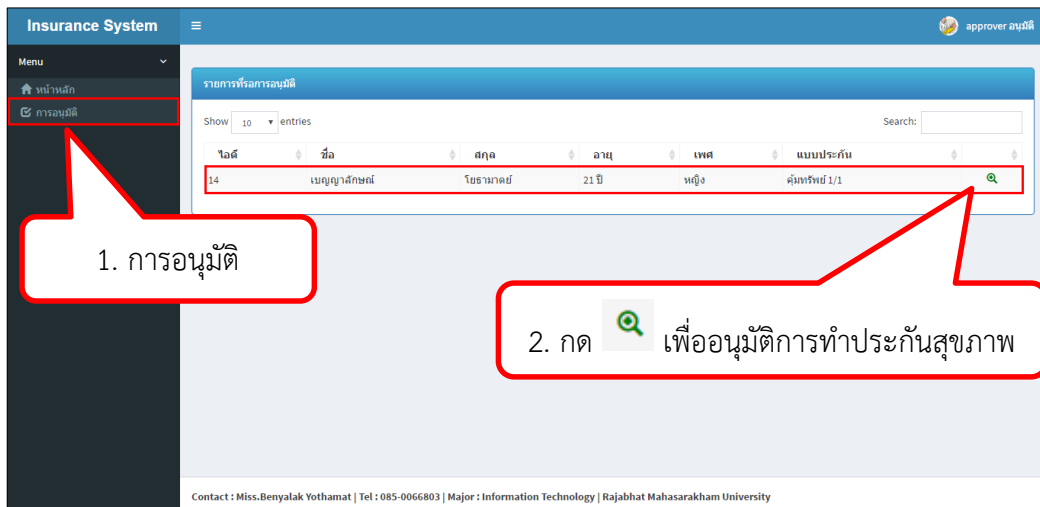 Insurance System
approver อนุมัติ
Menu
หน้าหลัก
การอนุมัติ
รายการที่รอการอนุมัติ
Show 10 entries
Search:
ไอดี ชื่อ สกุล อายุ เพศ แบบประกัน
14 เบญญาลักษณ์ โยธามาตย์ 21 ปี หญิง คุ้มทรัพย์ 1/1
1. การอนุมัติ
2. กด เพื่ออนุมัติการทำประกันสุขภาพ
Contact : Miss.Benyalak Yothamat | Tel : 085-0066803 | Major : Information Technology | Rajabhat Mahasarakham University